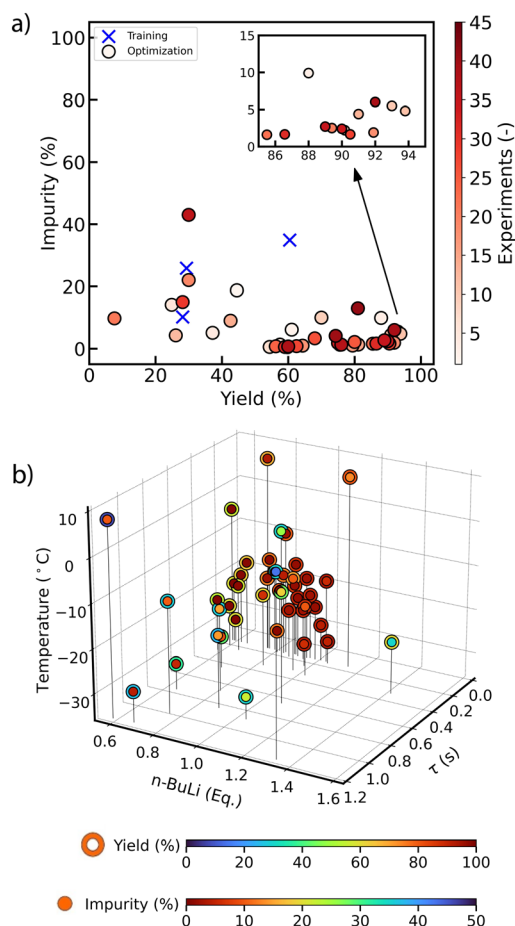 a)
Training
Optimization
100
80
60
40
20
0
Impurity (%)
0 20 40 60 80 100
Yield (%)
15
10
5
0
86 88 90 92 94
45
40
35
30
25
20
15
10
5
Experiments (-)
b)
10
0
−10
−20
−30
Temperature (°C)
0.6 0.8 1.0 1.2 1.4 1.6
n-BuLi (Eq.)
0.0
0.2
0.4
0.6
0.8
1.0
1.2
τ (s)
Yield (%)
0 20 40 60 80 100
Impurity (%)
0 10 20 30 40 50